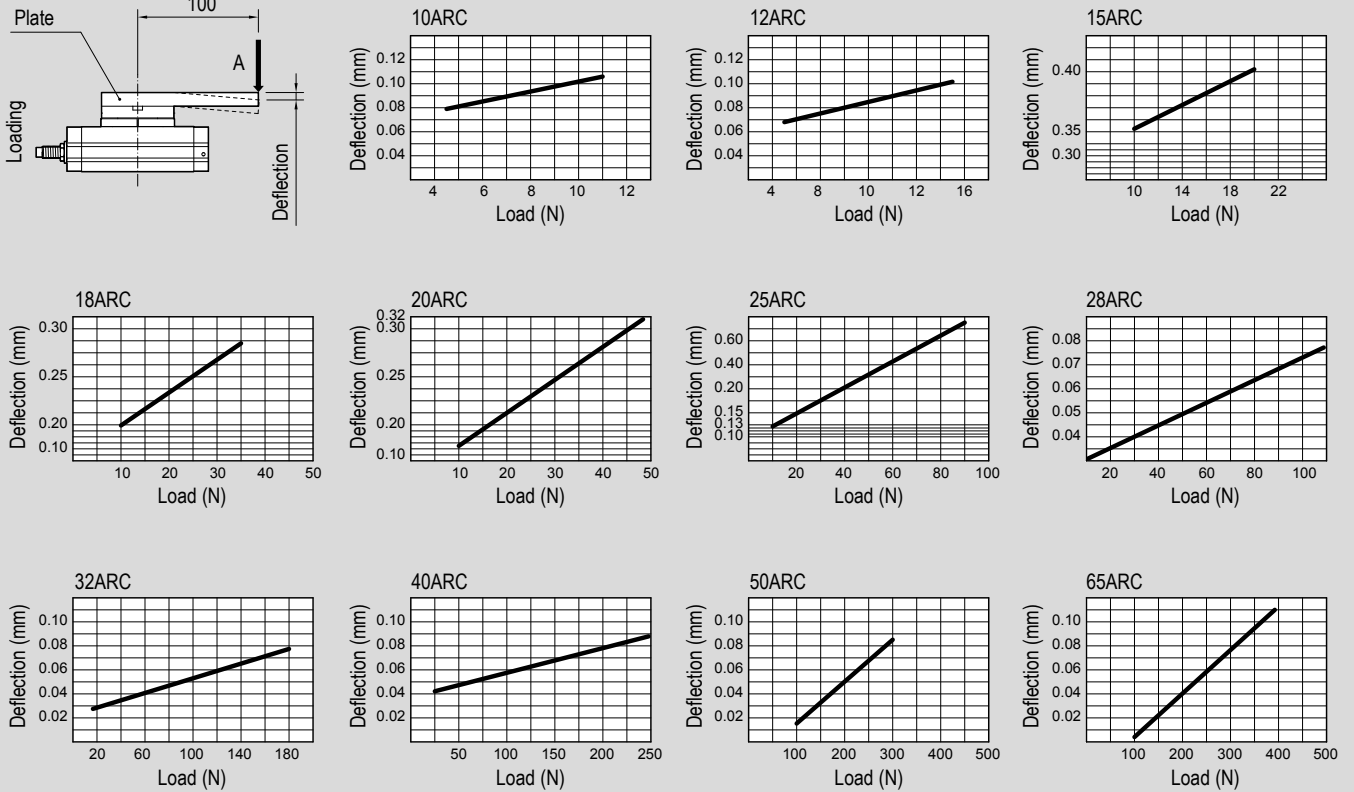 100
Plate
A
Loading
Deflection
10ARC
Deflection (mm)
0.12
0.10
0.08
0.06
0.04
4 6 8 10 12
Load (N)
12ARC
Deflection (mm)
0.12
0.10
0.08
0.06
0.04
4 8 10 12 16
Load (N)
15ARC
Deflection (mm)
0.40
0.35
0.30
10 14 18 22
Load (N)
18ARC
Deflection (mm)
0.30
0.25
0.20
0.10
10 20 30 40 50
Load (N)
20ARC
Deflection (mm)
0.32
0.30
0.25
0.20
0.10
10 20 30 40 50
Load (N)
25ARC
Deflection (mm)
0.60
0.40
0.20
0.15
0.13
0.10
20 40 60 80 100
Load (N)
28ARC
Deflection (mm)
0.08
0.07
0.06
0.05
0.04
20 40 60 80 100
Load (N)
32ARC
Deflection (mm)
0.10
0.08
0.06
0.04
0.02
20 60 100 140 180
Load (N)
40ARC
Deflection (mm)
0.10
0.08
0.06
0.04
0.02
50 100 150 200 250
Load (N)
50ARC
Deflection (mm)
0.10
0.08
0.06
0.04
0.02
100 200 300 400 500
Load (N)
65ARC
Deflection (mm)
0.10
0.08
0.06
0.04
0.02
100 200 300 400 500
Load (N)